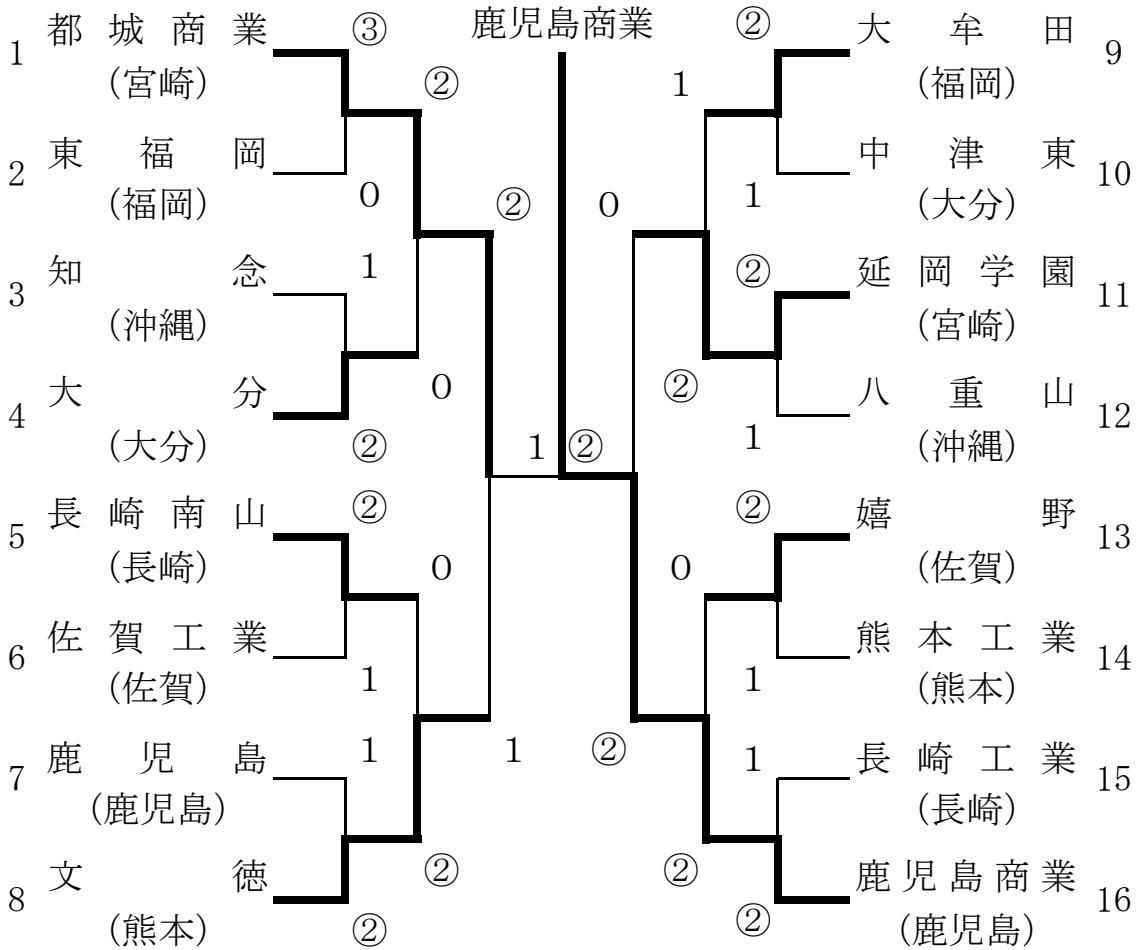 鹿児島商業
1 都城商業
(宮崎)
③
②
2 東福岡
(福岡)
0
②
3 知念
(沖縄)
1
4 大分
(大分)
②
0
1
5 長崎南山
(長崎)
②
0
6 佐賀工業
(佐賀)
1
7 鹿児島
(鹿児島)
1
1
8 文徳
(熊本)
②
②
②
1
大牟田 9
(福岡)
0
1
中津東 10
(大分)
②
延岡学園 11
(宮崎)
②
②
1
八重山 12
(沖縄)
②
0
嬉野 13
(佐賀)
1
熊本工業 14
(熊本)
②
1
長崎工業 15
(長崎)
②
②
鹿児島商業 16
(鹿児島)